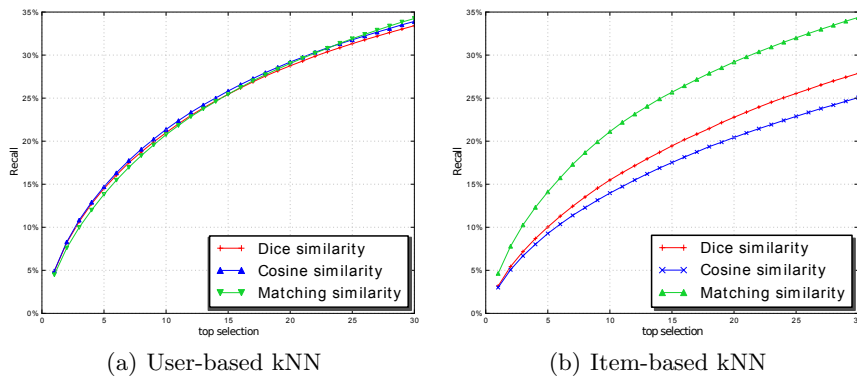 35%
30%
25%
20%
15%
10%
5%
0%
Recall
0 5 10 15 20 25 30
top selection
Dice similarity
Cosine similarity
Matching similarity
(a) User-based kNN
35%
30%
25%
20%
15%
10%
5%
0%
Recall
0 5 10 15 20 25 30
top selection
Dice similarity
Cosine similarity
Matching similarity
(b) Item-based kNN